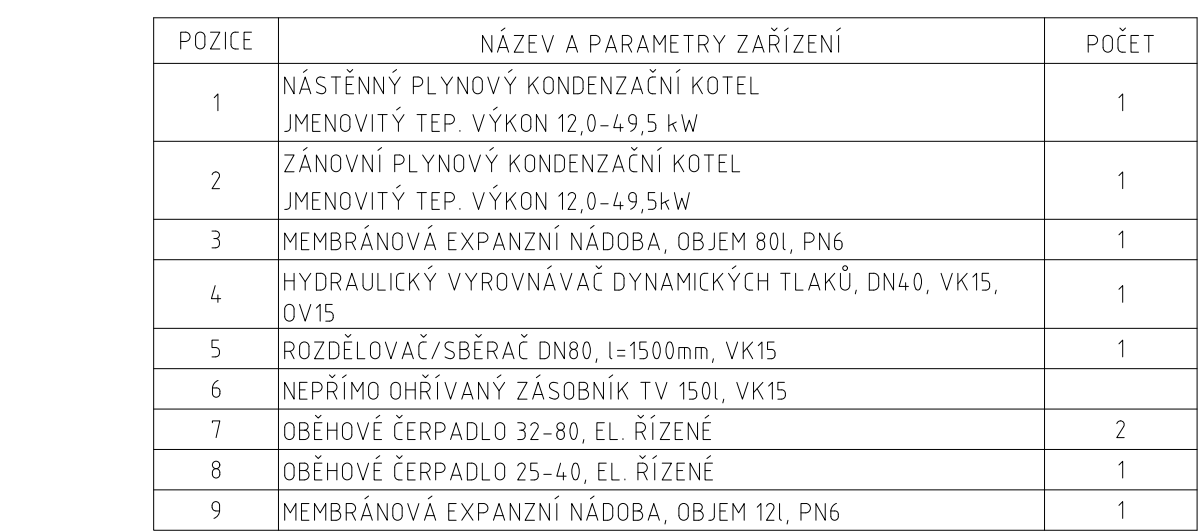 POZICE NÁZEV A PARAMETRY ZAŘÍZENÍ POČET
1 NÁSTĚNNÝ PLYNOVÝ KONDENZAČNÍ KOTEL 1
JMENOVITÝ TEP. VÝKON 12,0-49,5 kW
2 ZÁNOVNÍ PLYNOVÝ KONDENZAČNÍ KOTEL 1
JMENOVITÝ TEP. VÝKON 12,0-49,5kW
3 MEMBRÁNOVÁ EXPANZNÍ NÁDOBA, OBJEM 80l, PN6 1
4 HYDRAULICKÝ VYROVNÁVAČ DYNAMICKÝCH TLAKŮ, DN40, VK15, 1
OV15
5 ROZDĚLOVAČ/SBĚRAČ DN80, l=1500mm, VK15 1
6 NEPŘÍMO OHŘÍVANÝ ZÁSOBNÍK TV 150l, VK15
7 OBĚHOVÉ ČERPADLO 32-80, EL. ŘÍZENÉ 2
8 OBĚHOVÉ ČERPADLO 25-40, EL. ŘÍZENÉ 1
9 MEMBRÁNOVÁ EXPANZNÍ NÁDOBA, OBJEM 12l, PN6 1